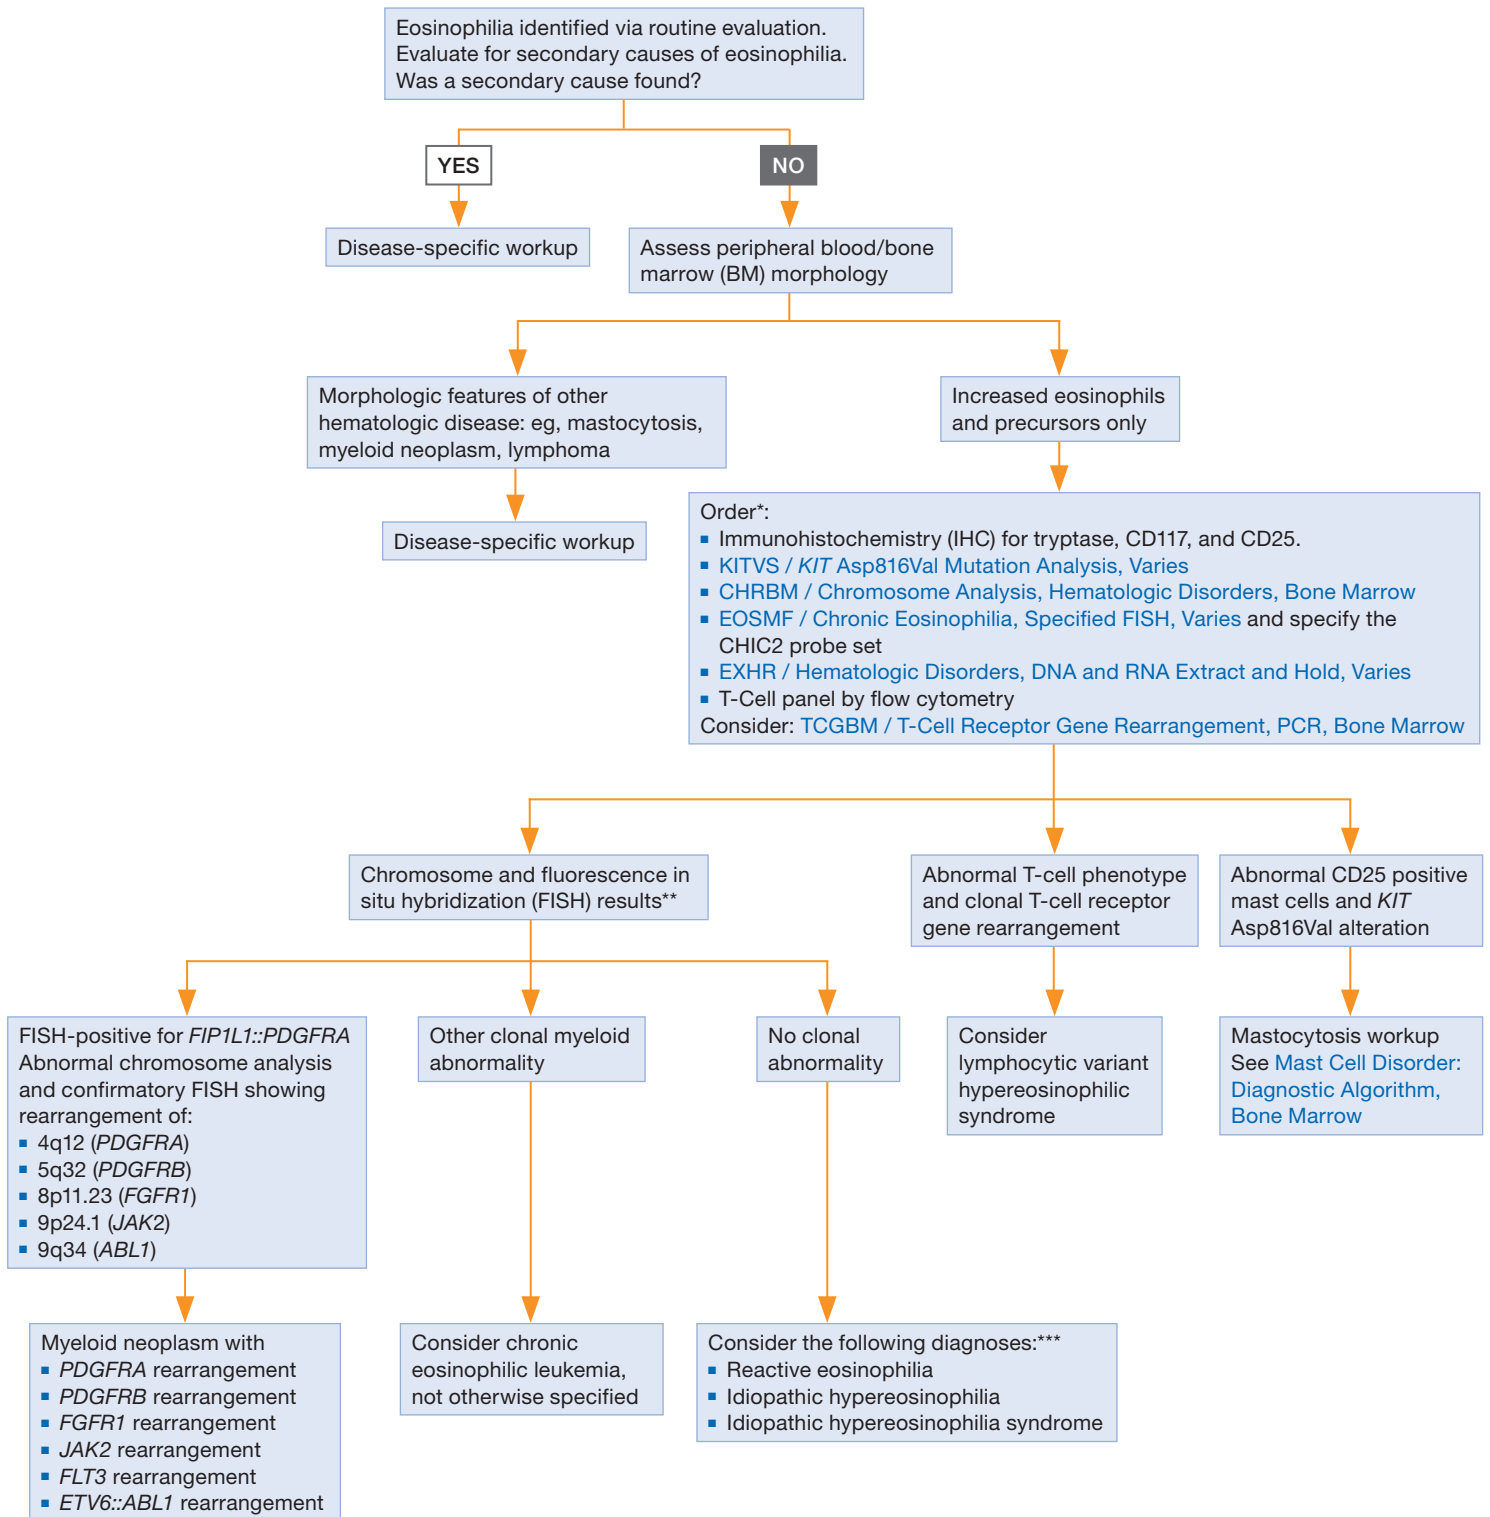 Eosinophilia identified via routine evaluation.
Evaluate for secondary causes of eosinophilia.
Was a secondary cause found?
YES
NO
Disease-specific workup
Assess peripheral blood/bone
marrow (BM) morphology
Morphologic features of other
hematologic disease: eg, mastocytosis,
myeloid neoplasm, lymphoma
Increased eosinophils
and precursors only
Disease-specific workup
Order*:
▪ Immunohistochemistry (IHC) for tryptase, CD117, and CD25.
▪ KITVS / KIT Asp816Val Mutation Analysis, Varies
▪ CHRBM / Chromosome Analysis, Hematologic Disorders, Bone Marrow
▪ EOSMF / Chronic Eosinophilia, Specified FISH, Varies and specify the
CHIC2 probe set
▪ EXHR / Hematologic Disorders, DNA and RNA Extract and Hold, Varies
▪ T-Cell panel by flow cytometry
Consider: TCGBM / T-Cell Receptor Gene Rearrangement, PCR, Bone Marrow
Chromosome and fluorescence in
situ hybridization (FISH) results**
Abnormal T-cell phenotype
and clonal T-cell receptor
gene rearrangement
Abnormal CD25 positive
mast cells and KIT
Asp816Val alteration
FISH-positive for FIP1L1::PDGFRA
Abnormal chromosome analysis
and confirmatory FISH showing
rearrangement of:
▪ 4q12 (PDGFRA)
▪ 5q32 (PDGFRB)
▪ 8p11.23 (FGFR1)
▪ 9p24.1 (JAK2)
▪ 9q34 (ABL1)
Other clonal myeloid
abnormality
No clonal
abnormality
Consider
lymphocytic variant
hypereosinophilic
syndrome
Mastocytosis workup
See Mast Cell Disorder:
Diagnostic Algorithm,
Bone Marrow
Myeloid neoplasm with
▪ PDGFRA rearrangement
▪ PDGFRB rearrangement
▪ FGFR1 rearrangement
▪ JAK2 rearrangement
▪ FLT3 rearrangement
▪ ETV6::ABL1 rearrangement
Consider chronic
eosinophilic leukemia,
not otherwise specified
Consider the following diagnoses:***
▪ Reactive eosinophilia
▪ Idiopathic hypereosinophilia
▪ Idiopathic hypereosinophilia syndrome